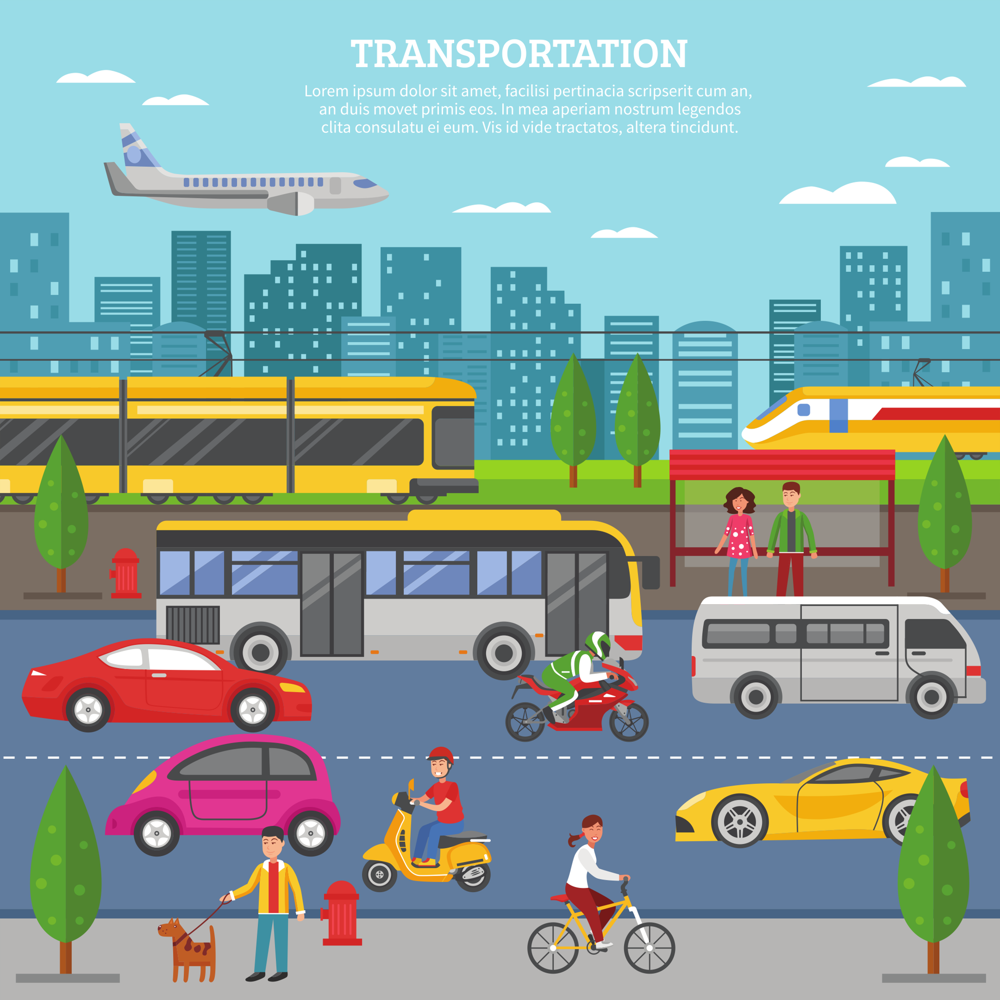 TRANSPORTATION
Lorem ipsum dolor sit amet, facilisi pertinacia scripserit cum an,
an duis movet primis eos. In mea aperiam nostrum legendos
clita consulatu ei eum. Vis id vide tractatos, altera tincidunt.